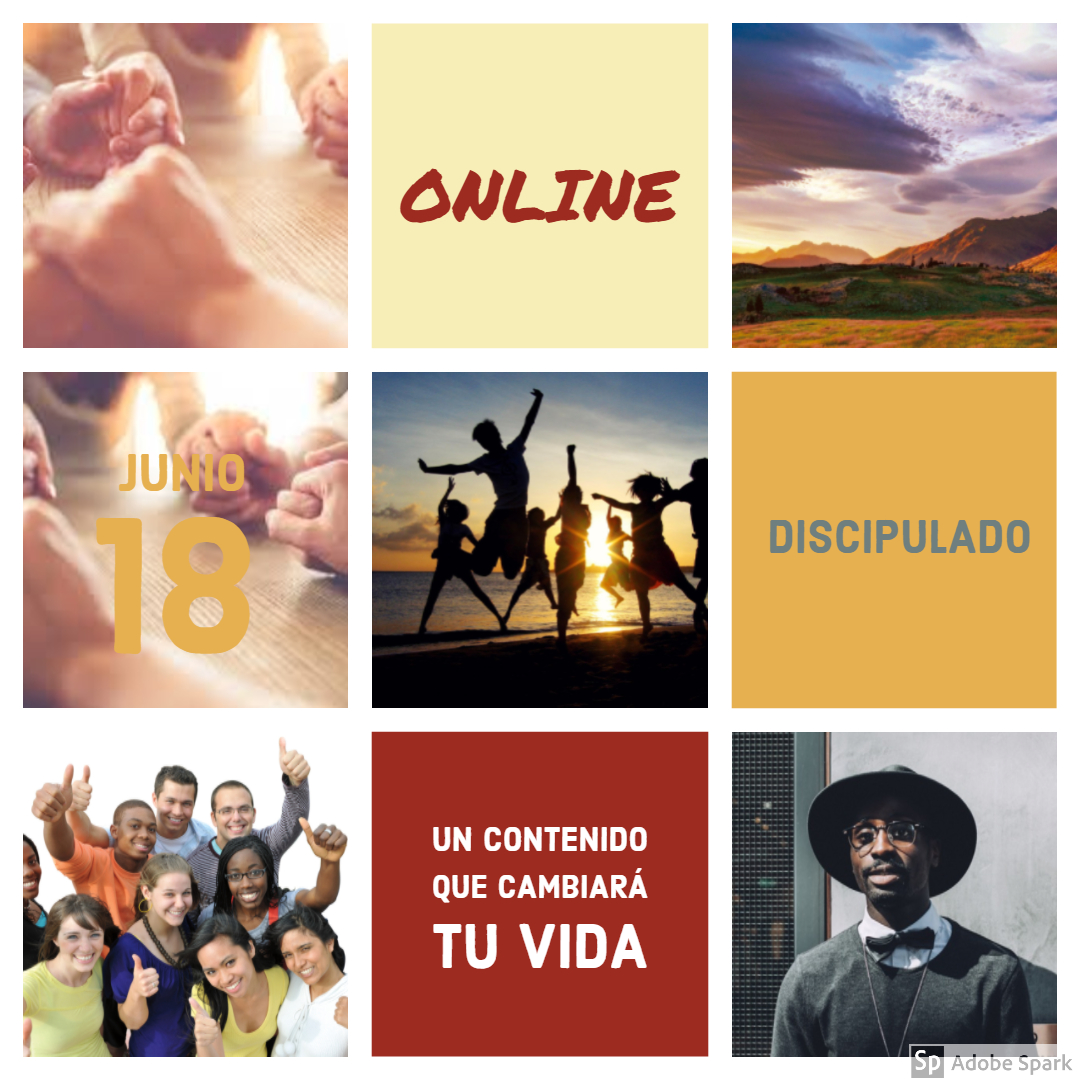 ONLINE
JUNIO
18
DISCIPULADO
UN CONTENIDO
QUE CAMBIARÁ
TU VIDA
Sp Adobe Spark